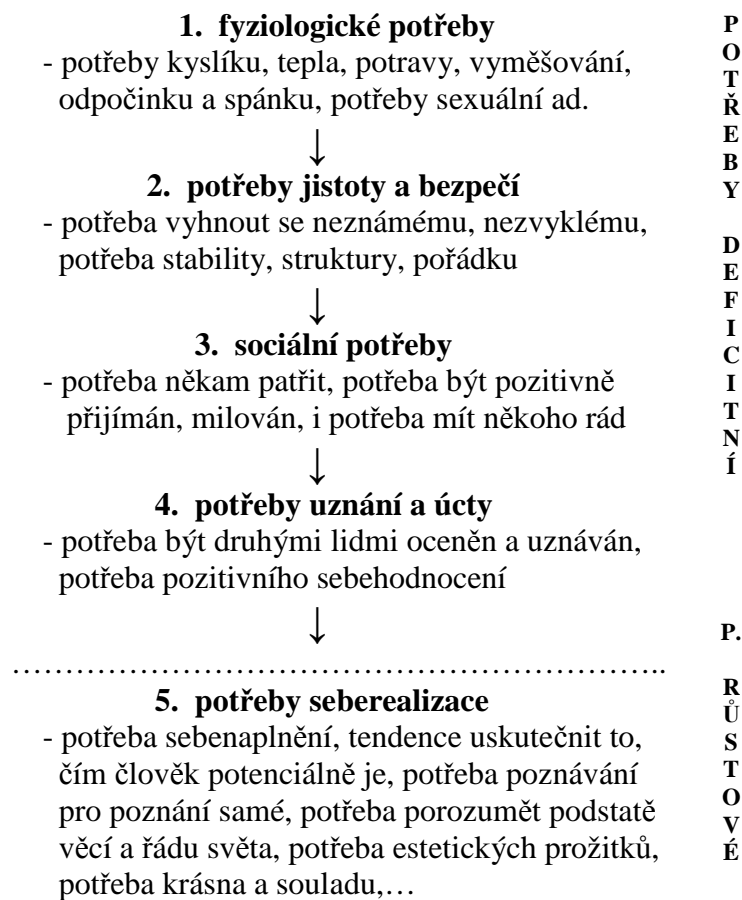 1. fyziologické potřeby
- potřeby kyslíku, tepla, potravy, vyměšování,
odpočinku a spánku, potřeby sexuální ad.
↓
2. potřeby jistoty a bezpečí
- potřeba vyhnout se neznámému, nezvyklému,
potřeba stability, struktury, pořádku
↓
3. sociální potřeby
- potřeba někam patřit, potřeba být pozitivně
přijímán, milován, i potřeba mít někoho rád
↓
4. potřeby uznání a úcty
- potřeba být druhými lidmi oceněn a uznáván,
potřeba pozitivního sebehodnocení
↓
…………………………………………………………..
5. potřeby seberealizace
- potřeba sebenaplnění, tendence uskutečnit to,
čím člověk potenciálně je, potřeba poznávání
pro poznání samé, potřeba porozumět podstatě
věcí a řádu světa, potřeba estetických prožitků,
potřeba krásna a souladu,…
POTŘEBY DEFICITNÍ
P. RŮSTOVÉ